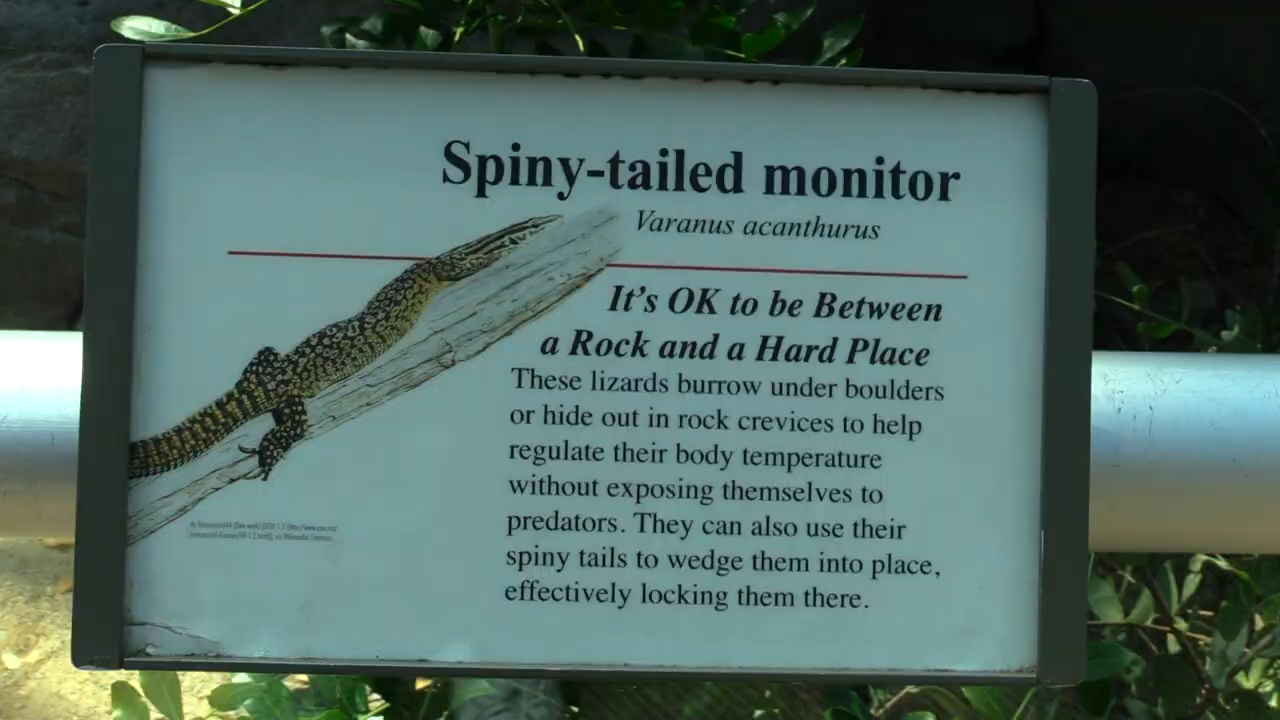 Spiny-tailed monitor
Varanus acanthurus
It's OK to be Between
a Rock and a Hard Place
These lizards burrow under boulders
or hide out in rock crevices to help
regulate their body temperature
without exposing themselves to
predators. They can also use their
spiny tails to wedge them into place,
effectively locking them there.